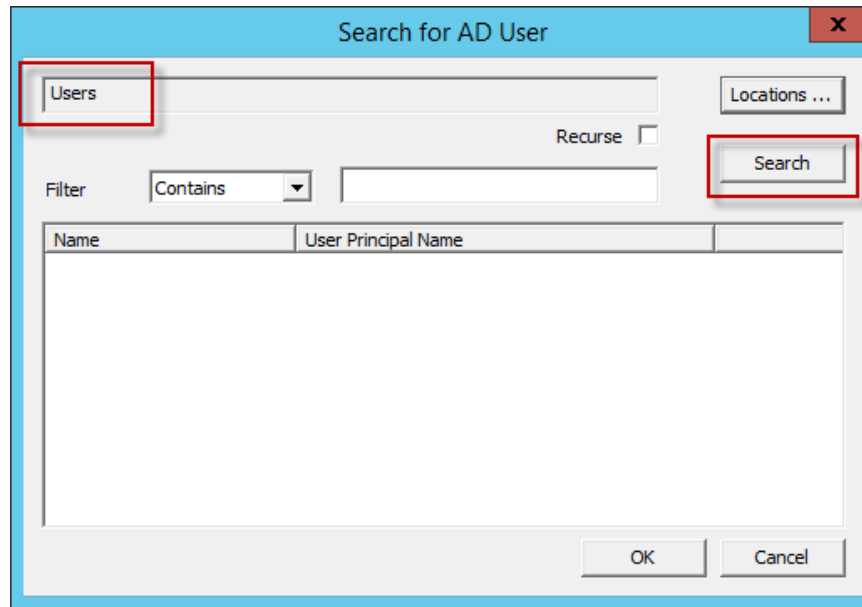 Search for AD User
x
Users
Locations ...
Recurse
Search
Filter
Contains
Name
User Principal Name
OK
Cancel